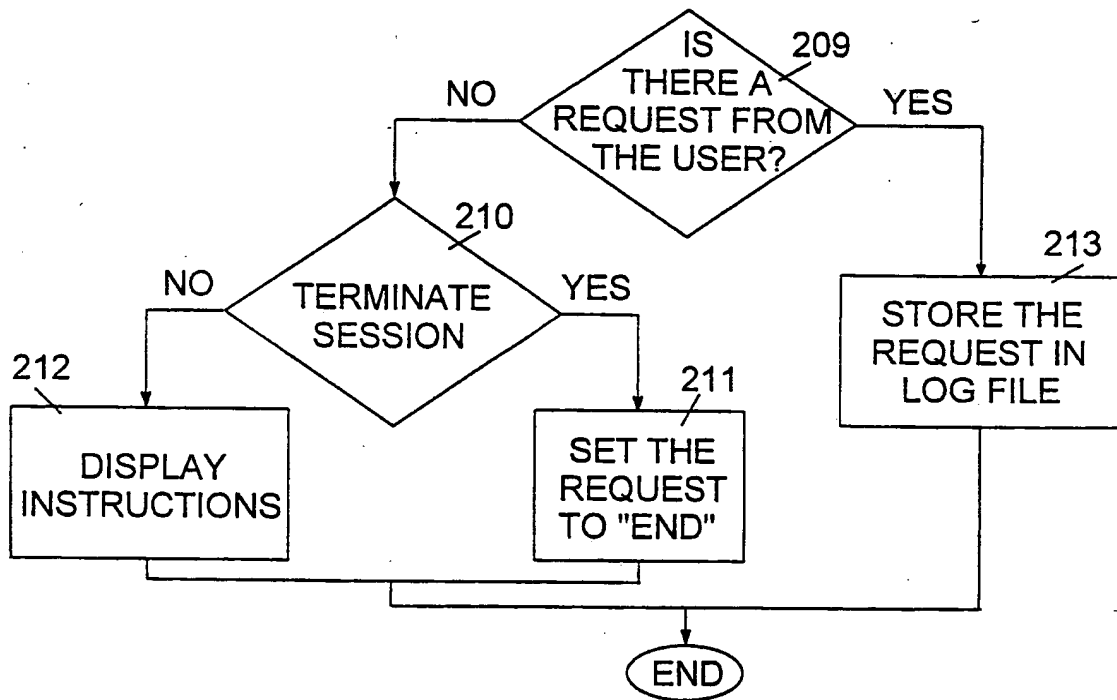 IS
THERE A
REQUEST FROM
THE USER?
209
NO
YES
210
TERMINATE
SESSION
NO
YES
213
STORE THE
REQUEST IN
LOG FILE
212
DISPLAY
INSTRUCTIONS
211
SET THE
REQUEST
TO "END"
END